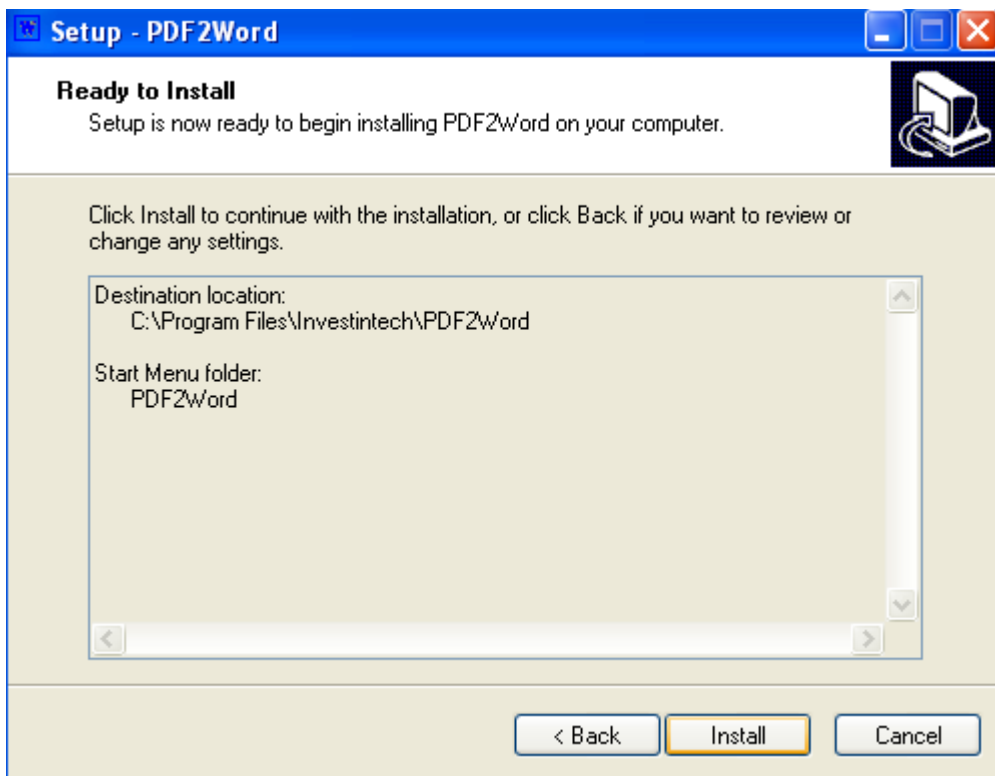 Setup - PDF2Word
Ready to Install
Setup is now ready to begin installing PDF2Word on your computer.
Click Install to continue with the installation, or click Back if you want to review or
change any settings.
Destination location:
C:\Program Files\Investintech\PDF2Word
Start Menu folder:
PDF2Word
< Back
Install
Cancel